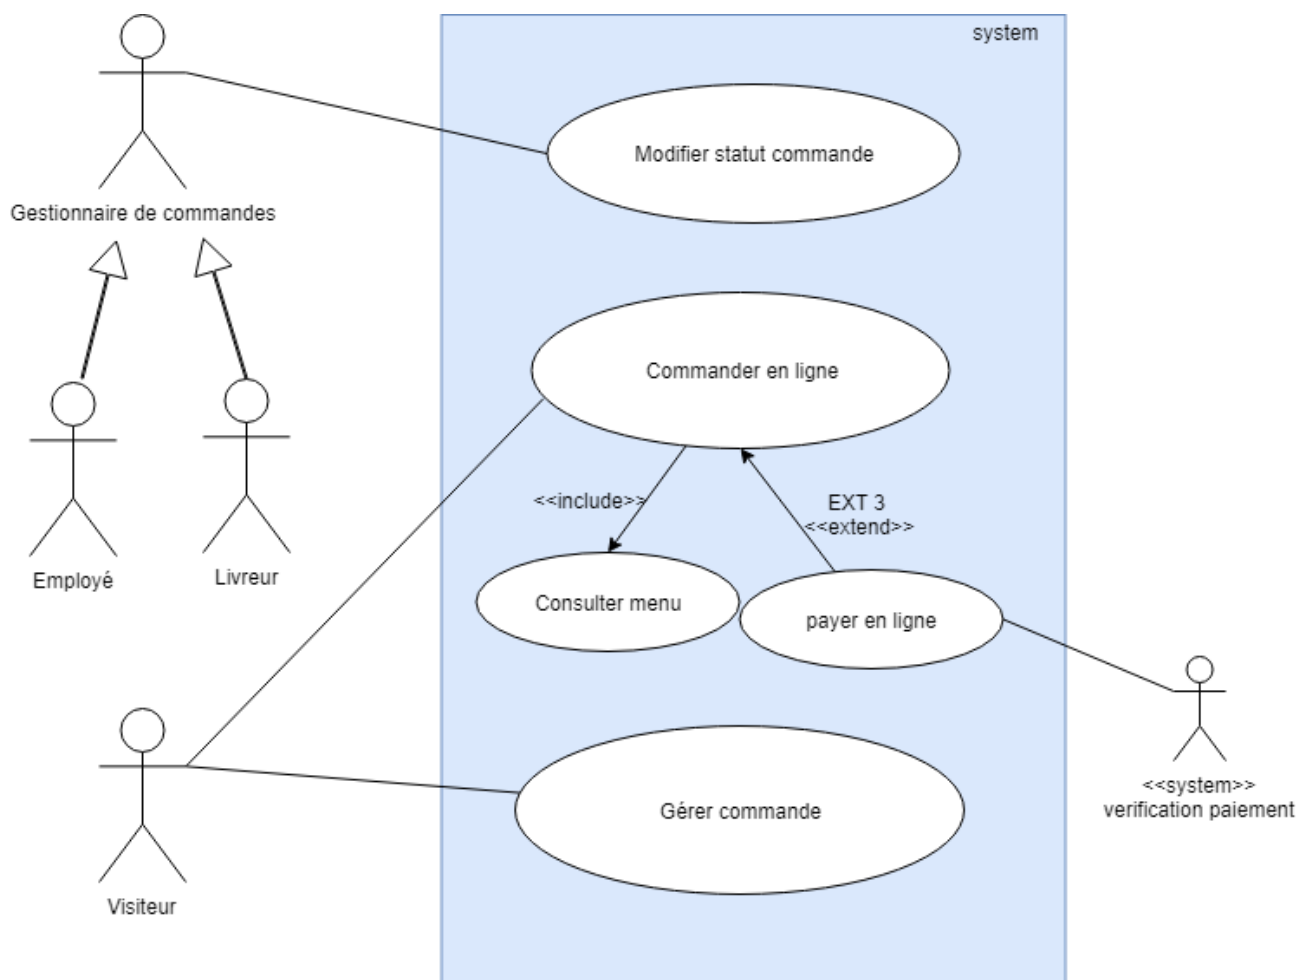 system
Modifier statut commande
Gestionnaire de commandes
Commander en ligne
<<include>>
EXT 3
<<extend>>
Employé
Livreur
Consulter menu
payer en ligne
<<system>>
verification paiement
Gérer commande
Visiteur